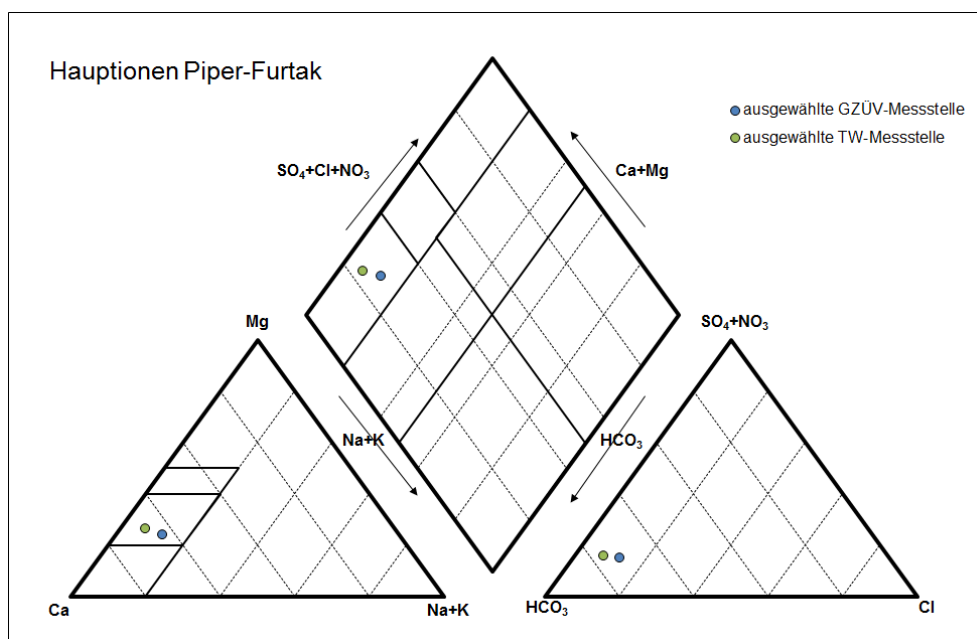 Hauptionen Piper-Furtak
ausgewählte GZÜV-Messstelle
ausgewählte TW-Messstelle
SO₄+Cl+NO₃
Ca+Mg
Mg
SO₄+NO₃
Na+K
HCO₃
Ca
Na+K
HCO₃
Cl